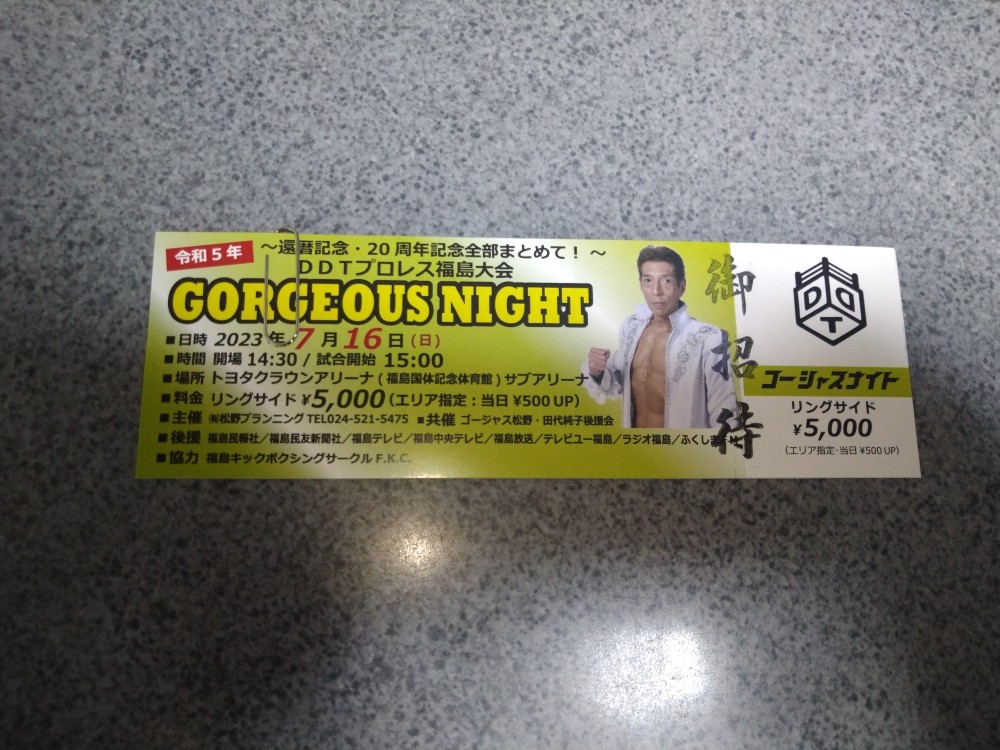 令和5年
～還暦記念・20周年記念全部まとめて！～
DDTプロレス福島大会
GORGEOUS NIGHT
■日時 2023年7月16日(日)
■時間 開場 14:30 / 試合開始 15:00
■場所 トヨタクラウンアリーナ(福島国体記念体育館)サブアリーナ
■料金 リングサイド ¥5,000(エリア指定：当日 ¥500 UP)
■主催 ㈲松野プランニング TEL024-521-5475 ■共催 ゴージャス松野・田代純子後援会
■後援 福島民報社／福島民友新聞社／福島テレビ／福島中央テレビ／福島放送／テレビユー福島／ラジオ福島／ふくしまFM
■協力 福島キックボクシングサークル F.K.C.
御招待
DDT
ゴージャスナイト
リングサイド
¥5,000
(エリア指定･当日 ¥500 UP)